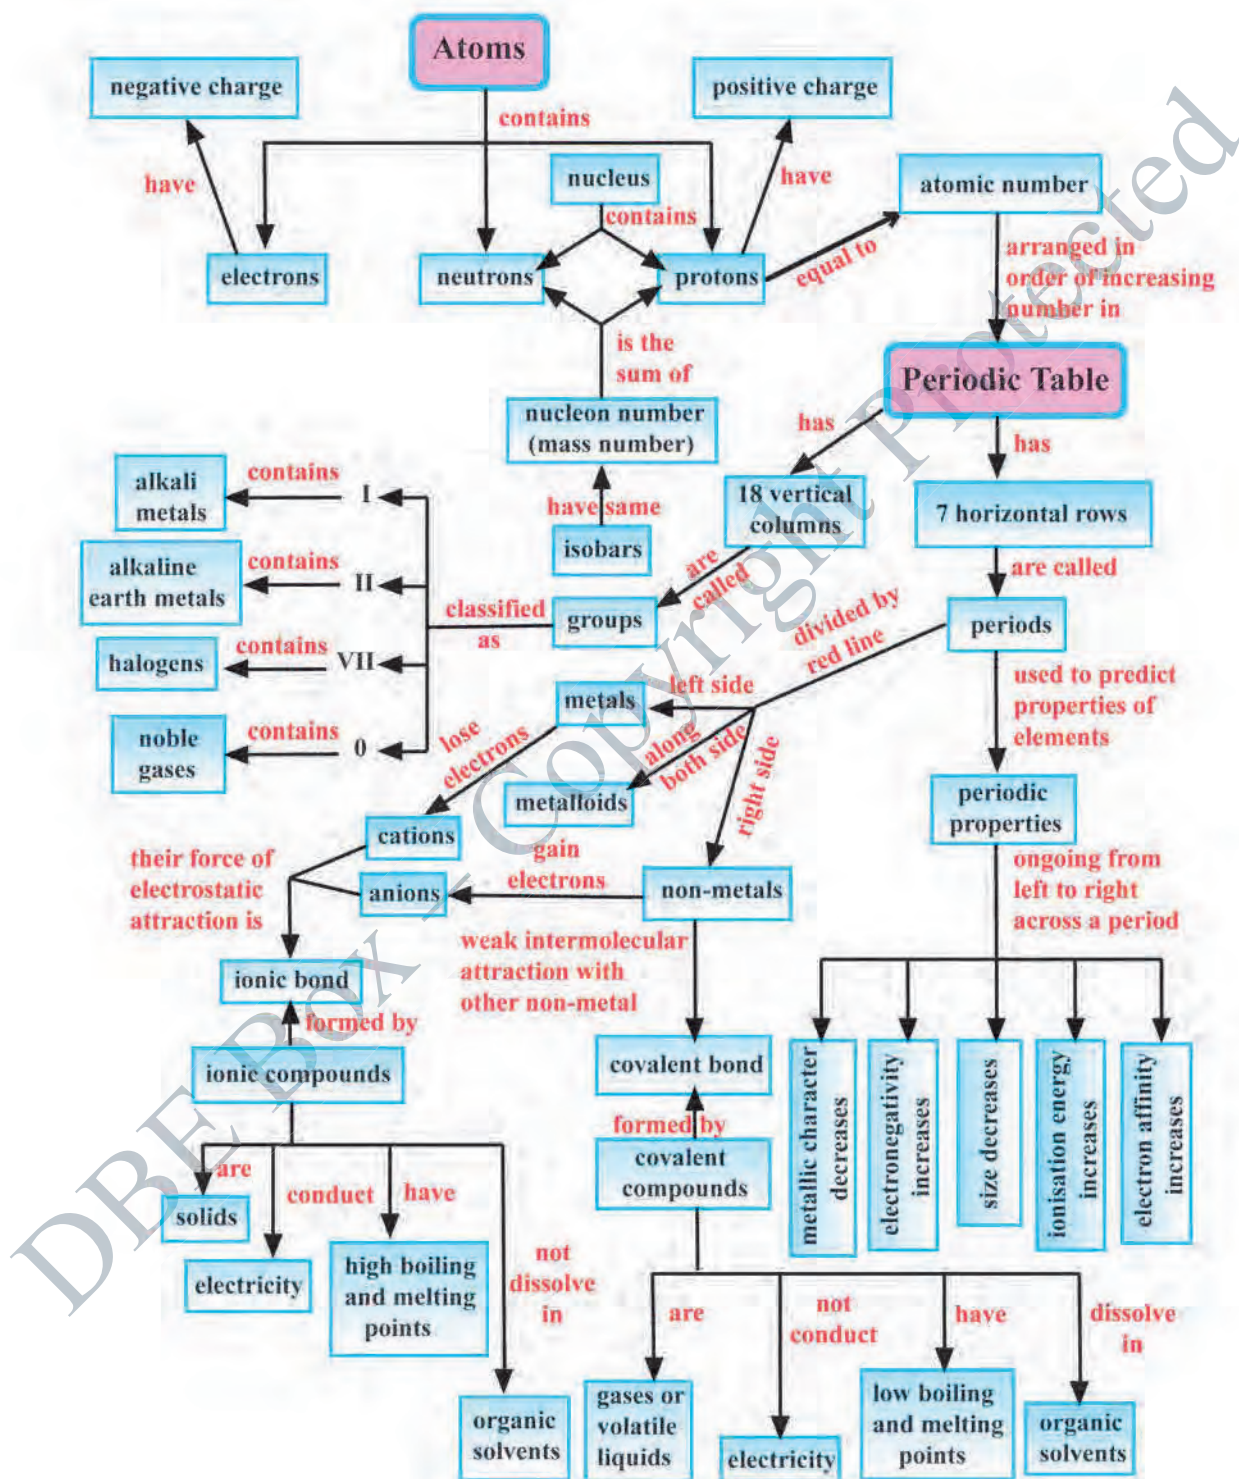 Atoms
negative charge
positive charge
contains
have
nucleus
have
atomic number
contains
electrons
neutrons
protons
equal to
arranged in
order of increasing
number in
is the
sum of
Periodic Table
nucleon number
(mass number)
has
has
alkali
metals
contains
I
have same
18 vertical
columns
7 horizontal rows
isobars
alkaline
earth metals
contains
II
are
called
are called
classified
as
groups
divided by
red line
periods
halogens
contains
VII
metals
left side
used to predict
properties of
elements
noble
gases
contains
0
lose
electrons
along
both side
right side
metalloids
periodic
properties
cations
their force of
electrostatic
attraction is
gain
electrons
anions
non-metals
ongoing from
left to right
across a period
weak intermolecular
attraction with
other non-metal
ionic bond
formed by
ionic compounds
covalent bond
formed by
covalent
compounds
metallic character
decreases
electronegativity
increases
size decreases
ionisation energy
increases
electron affinity
increases
are
conduct
have
solids
electricity
high boiling
and melting
points
not
dissolve
in
organic
solvents
are
not
conduct
have
dissolve
in
gases or
volatile
liquids
electricity
low boiling
and melting
points
organic
solvents
DBE Box - Copyright Protected